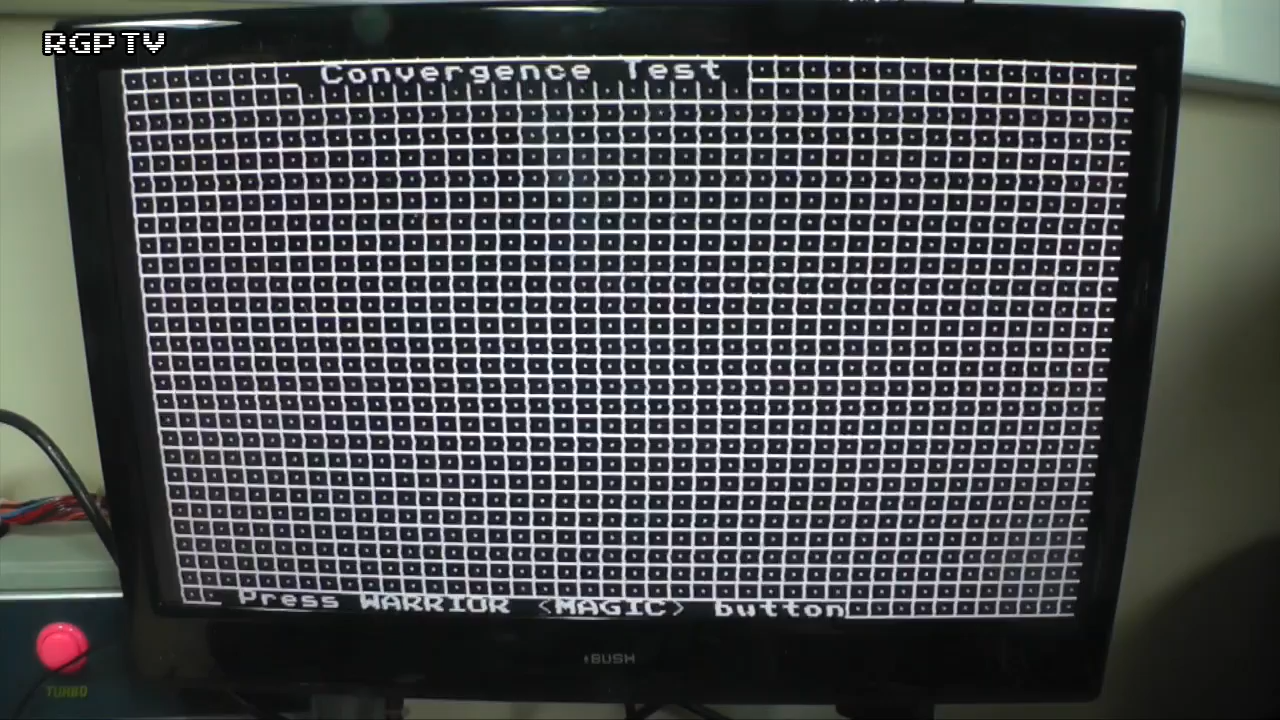 RGPTV
Convergence Test
Press WARRIOR <MAGIC> button
BUSH
TURBO